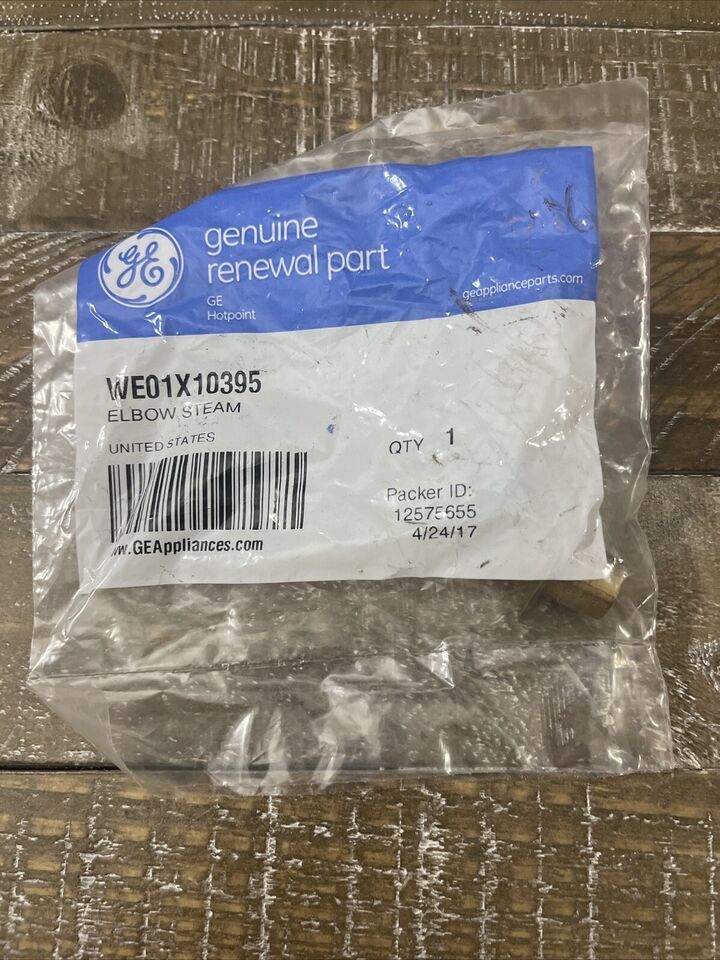 GE
genuine
renewal part
GE
Hotpoint
geapplianceparts.com
WE01X10395
ELBOW, STEAM
UNITED STATES
QTY 1
Packer ID:
12575655
4/24/17
w.GEAppliances.com